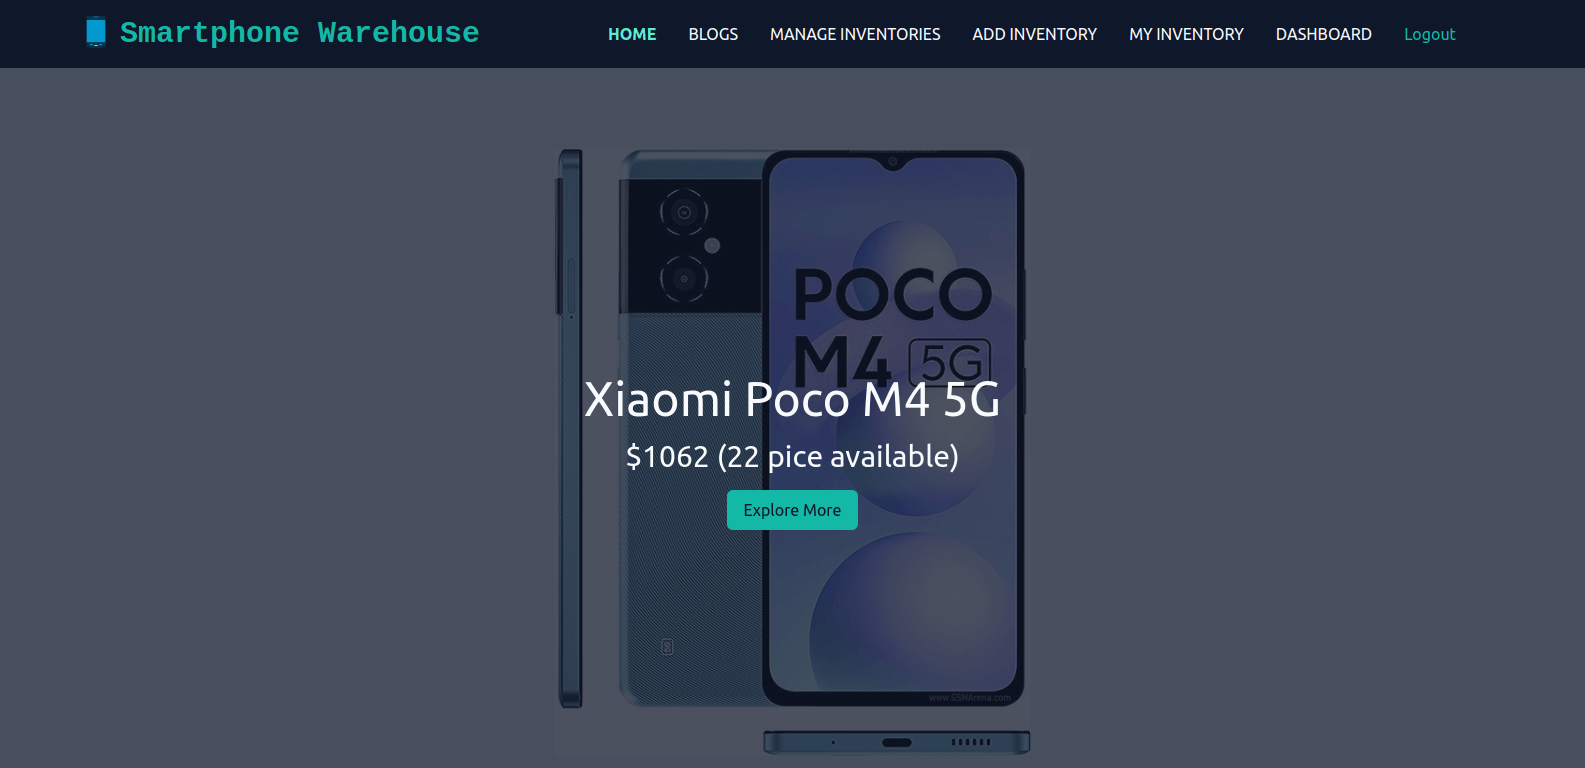 Smartphone Warehouse
HOME
BLOGS
MANAGE INVENTORIES
ADD INVENTORY
MY INVENTORY
DASHBOARD
Logout
POCO
M4 5G
Xiaomi Poco M4 5G
$1062 (22 pice available)
Explore More
www.GSMArena.com